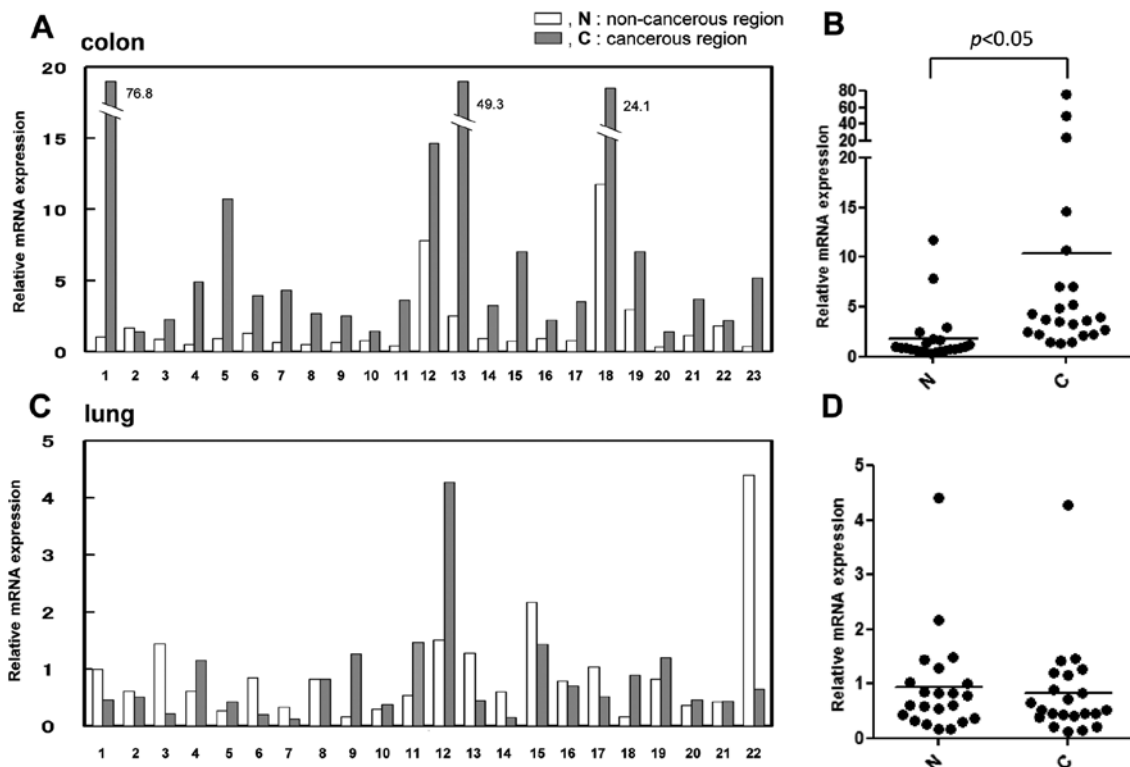 A
colon
, N : non-cancerous region
, C : cancerous region
Relative mRNA expression
20
15
10
5
0
76.8
49.3
24.1
1 2 3 4 5 6 7 8 9 10 11 12 13 14 15 16 17 18 19 20 21 22 23
B
p<0.05
Relative mRNA expression
80
60
40
20
20
15
10
5
0
N C
C
lung
Relative mRNA expression
5
4
3
2
1
0
1 2 3 4 5 6 7 8 9 10 11 12 13 14 15 16 17 18 19 20 21 22
D
Relative mRNA expression
5
4
3
2
1
0
N C